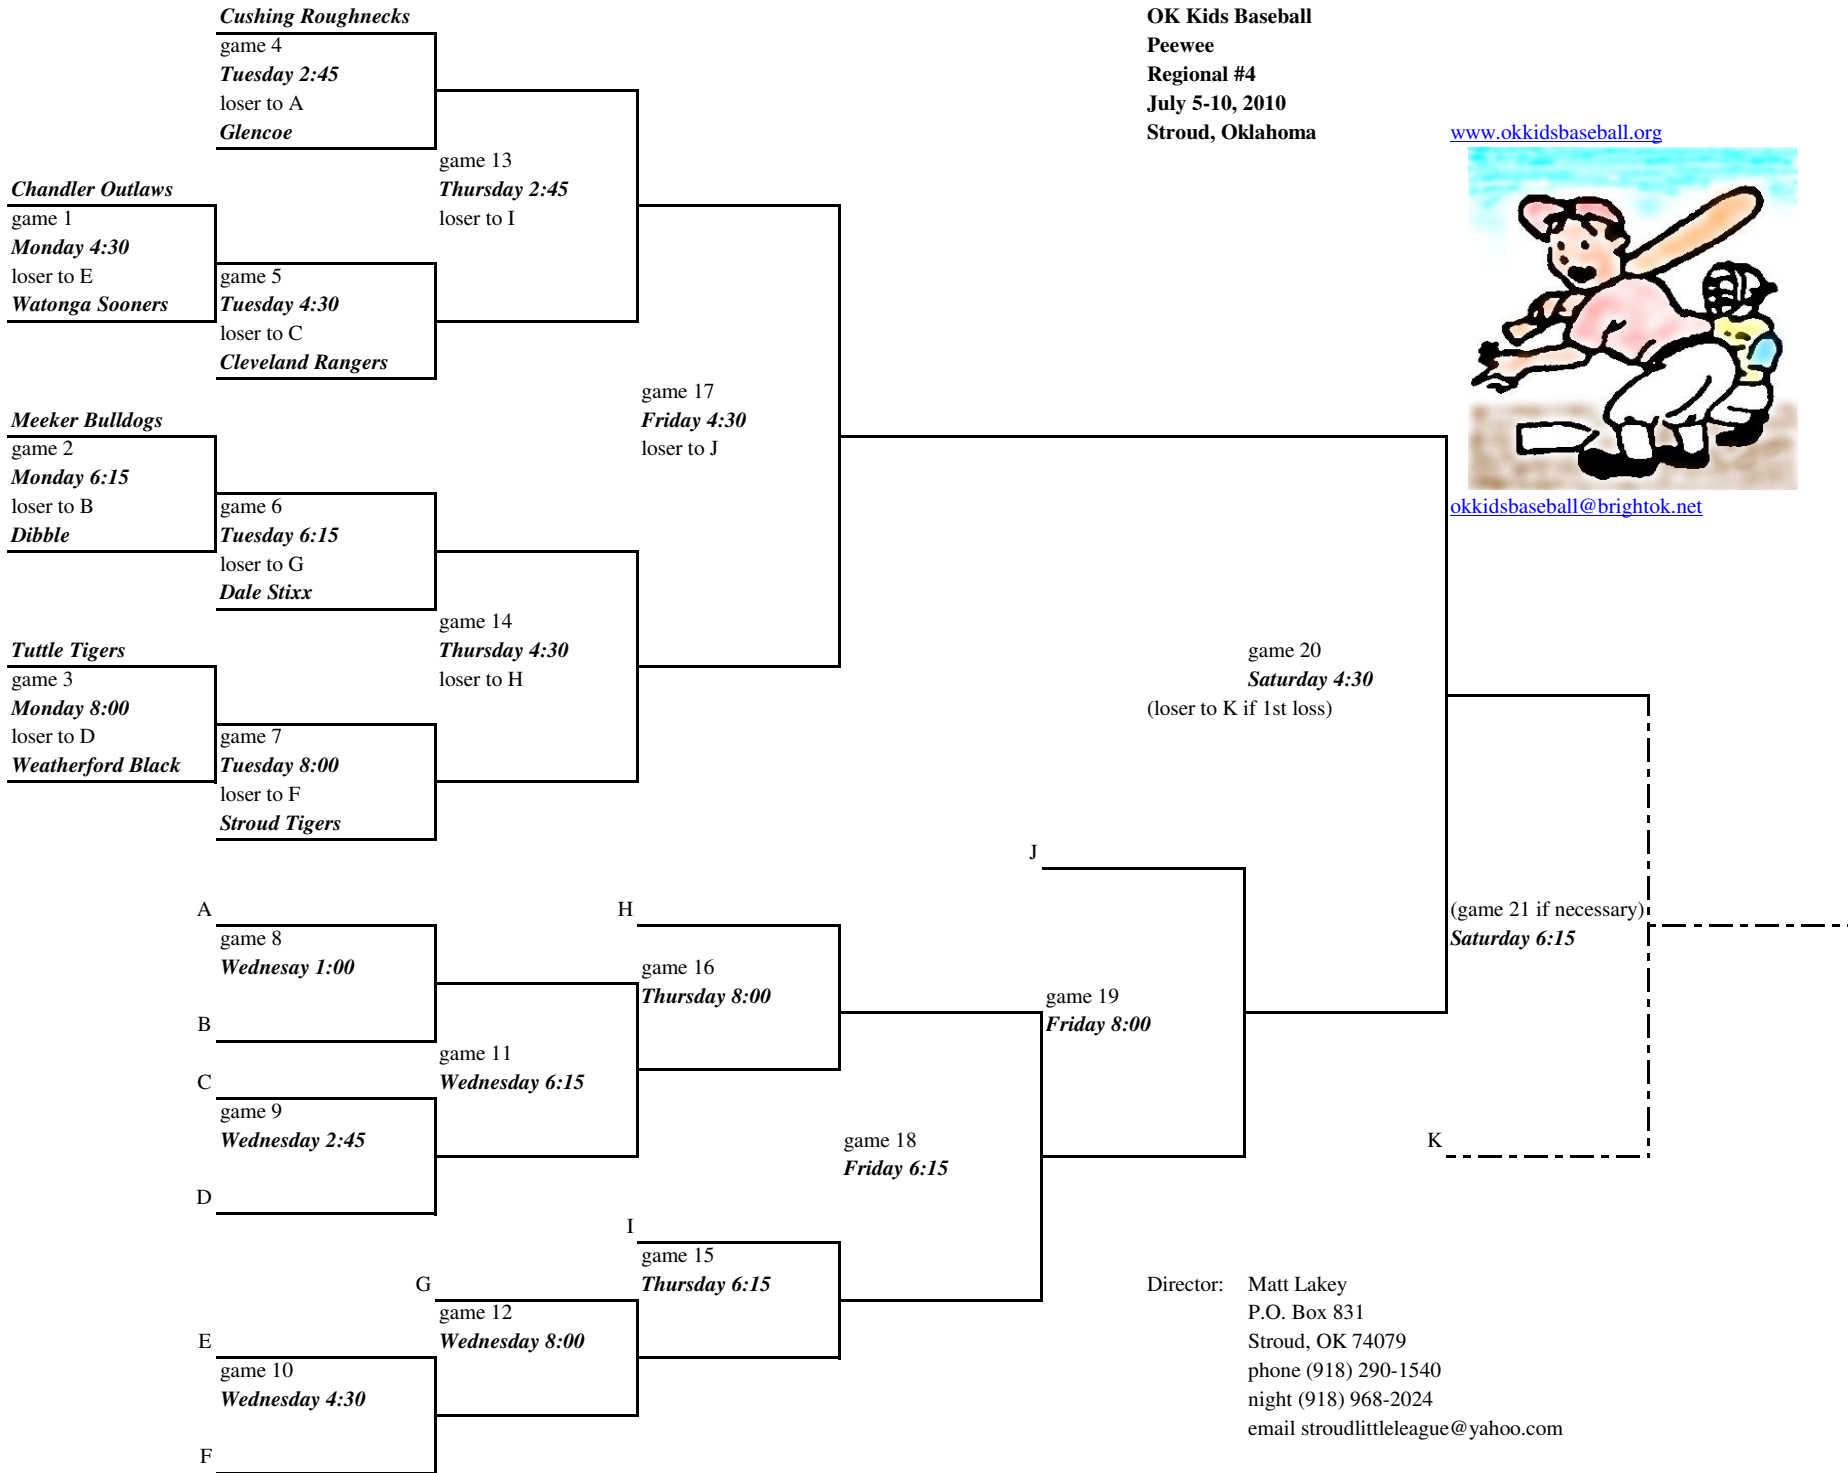 Cushing Roughnecks
game 4
Tuesday 2:45
loser to A
Glencoe
OK Kids Baseball
Peewee
Regional #4
July 5-10, 2010
Stroud, Oklahoma
www.okkidsbaseball.org
okkidsbaseball@brightok.net
Chandler Outlaws
game 1
Monday 4:30
loser to E
Watonga Sooners
game 13
Thursday 2:45
loser to I
game 5
Tuesday 4:30
loser to C
Cleveland Rangers
Meeker Bulldogs
game 2
Monday 6:15
loser to B
Dibble
game 17
Friday 4:30
loser to J
game 6
Tuesday 6:15
loser to G
Dale Stixx
Tuttle Tigers
game 3
Monday 8:00
loser to D
Weatherford Black
game 14
Thursday 4:30
loser to H
game 7
Tuesday 8:00
loser to F
Stroud Tigers
game 20
Saturday 4:30
(loser to K if 1st loss)
J
A
game 8
Wednesay 1:00
B
H
game 16
Thursday 8:00
game 19
Friday 8:00
(game 21 if necessary)
Saturday 6:15
K
game 11
Wednesday 6:15
C
game 9
Wednesday 2:45
D
game 18
Friday 6:15
I
game 15
Thursday 6:15
G
game 12
Wednesday 8:00
E
game 10
Wednesday 4:30
F
Director: Matt Lakey
P.O. Box 831
Stroud, OK 74079
phone (918) 290-1540
night (918) 968-2024
email stroudlittleleague@yahoo.com